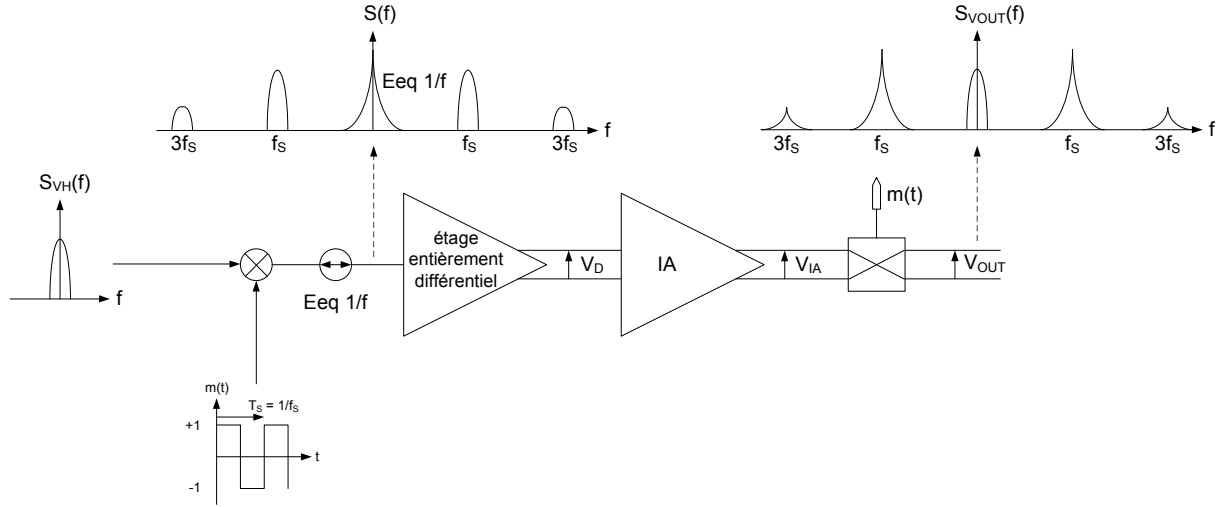 S(f)
Eeq 1/f
3fS
fS
fS
3fS
f
SVOUT(f)
3fS
fS
fS
3fS
f
SVH(f)
f
Eeq 1/f
étage
entièrement
différentiel
VD
IA
VIA
m(t)
VOUT
m(t)
TS = 1/fS
+1
-1
t